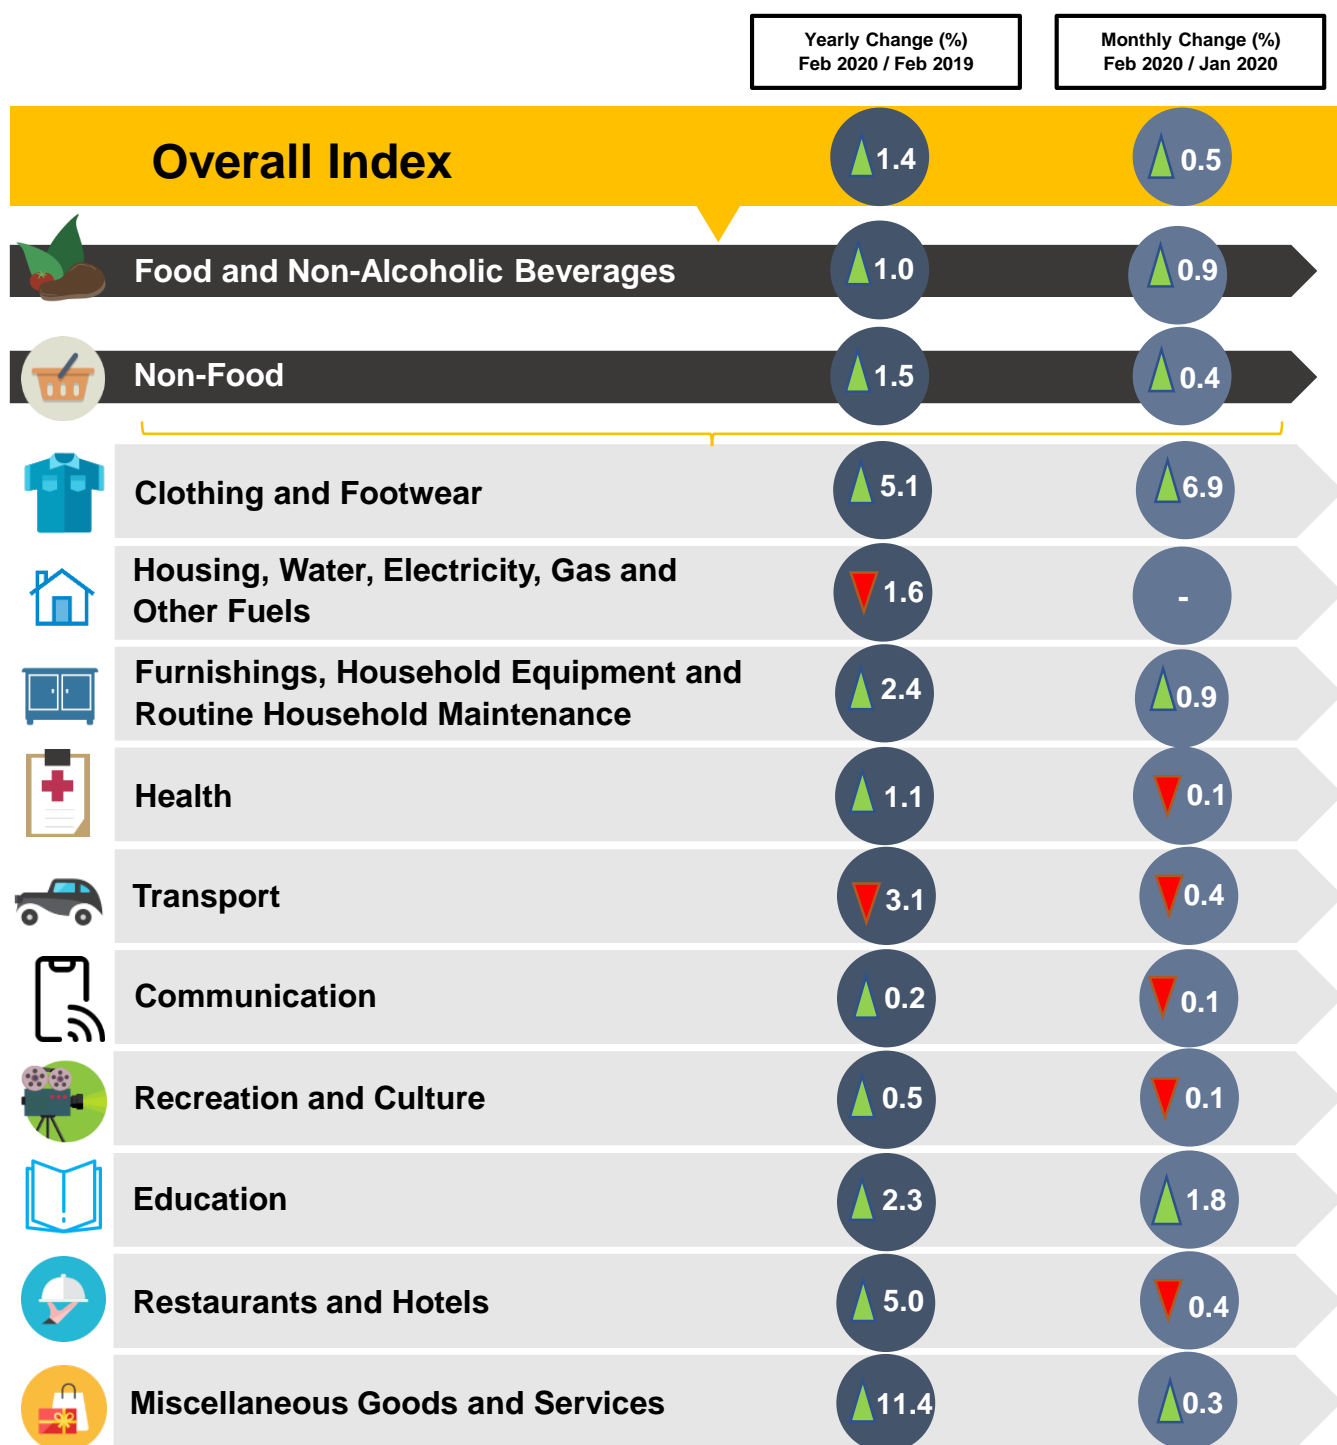 Yearly Change (%)
Feb 2020 / Feb 2019
Monthly Change (%)
Feb 2020 / Jan 2020
Overall Index
1.4
0.5
Food and Non-Alcoholic Beverages
1.0
0.9
Non-Food
1.5
0.4
Clothing and Footwear
5.1
6.9
Housing, Water, Electricity, Gas and
Other Fuels
1.6
-
Furnishings, Household Equipment and
Routine Household Maintenance
2.4
0.9
Health
1.1
0.1
Transport
3.1
0.4
Communication
0.2
0.1
Recreation and Culture
0.5
0.1
Education
2.3
1.8
Restaurants and Hotels
5.0
0.4
Miscellaneous Goods and Services
11.4
0.3